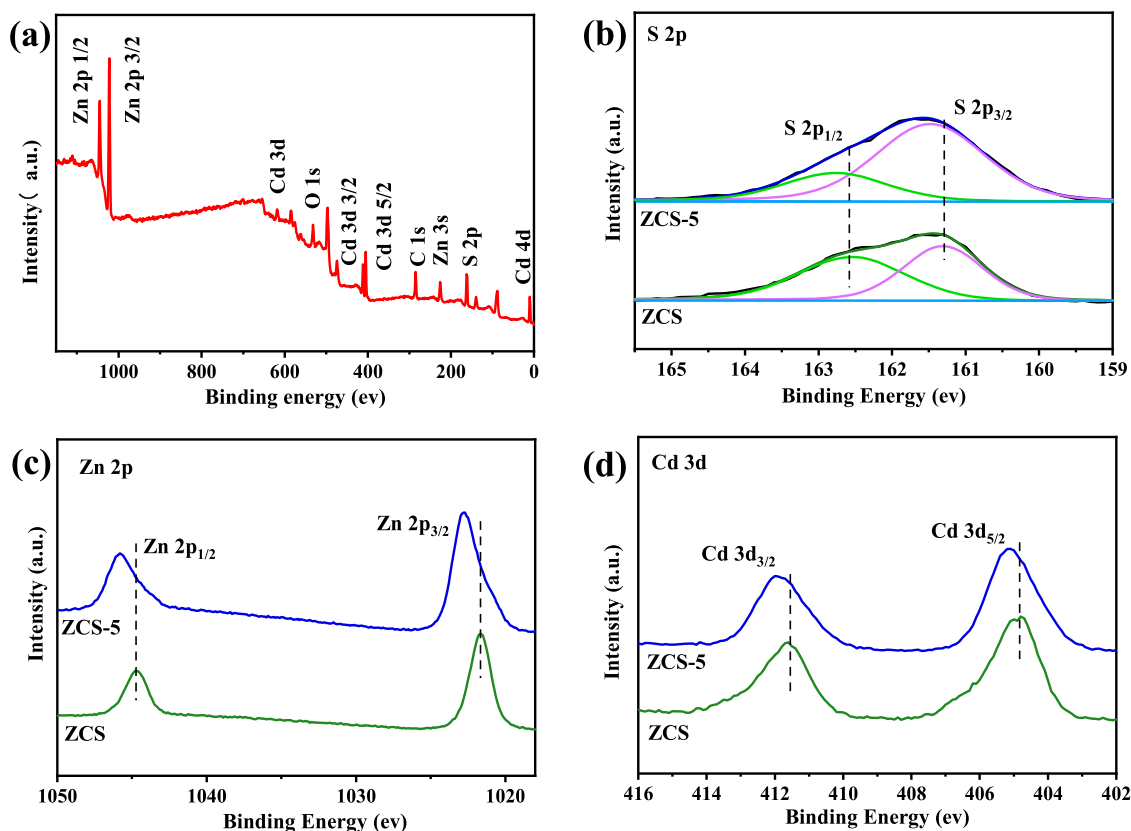 (a)
Zn 2p 1/2
Zn 2p 3/2
Cd 3d
O 1s
Cd 3d 3/2
Cd 3d 5/2
C 1s
Zn 3s
S 2p
Cd 4d
Intensity( a.u.)
1000 800 600 400 200 0
Binding energy (ev)
(b)
S 2p
S 2p1/2
S 2p3/2
ZCS-5
ZCS
Intensity (a.u.)
165 164 163 162 161 160 159
Binding Energy (ev)
(c)
Zn 2p
Zn 2p1/2
Zn 2p3/2
ZCS-5
ZCS
Intensity (a.u.)
1050 1040 1030 1020
Binding Energy (ev)
(d)
Cd 3d
Cd 3d3/2
Cd 3d5/2
ZCS-5
ZCS
Intensity (a.u.)
416 414 412 410 408 406 404 402
Binding Energy (ev)